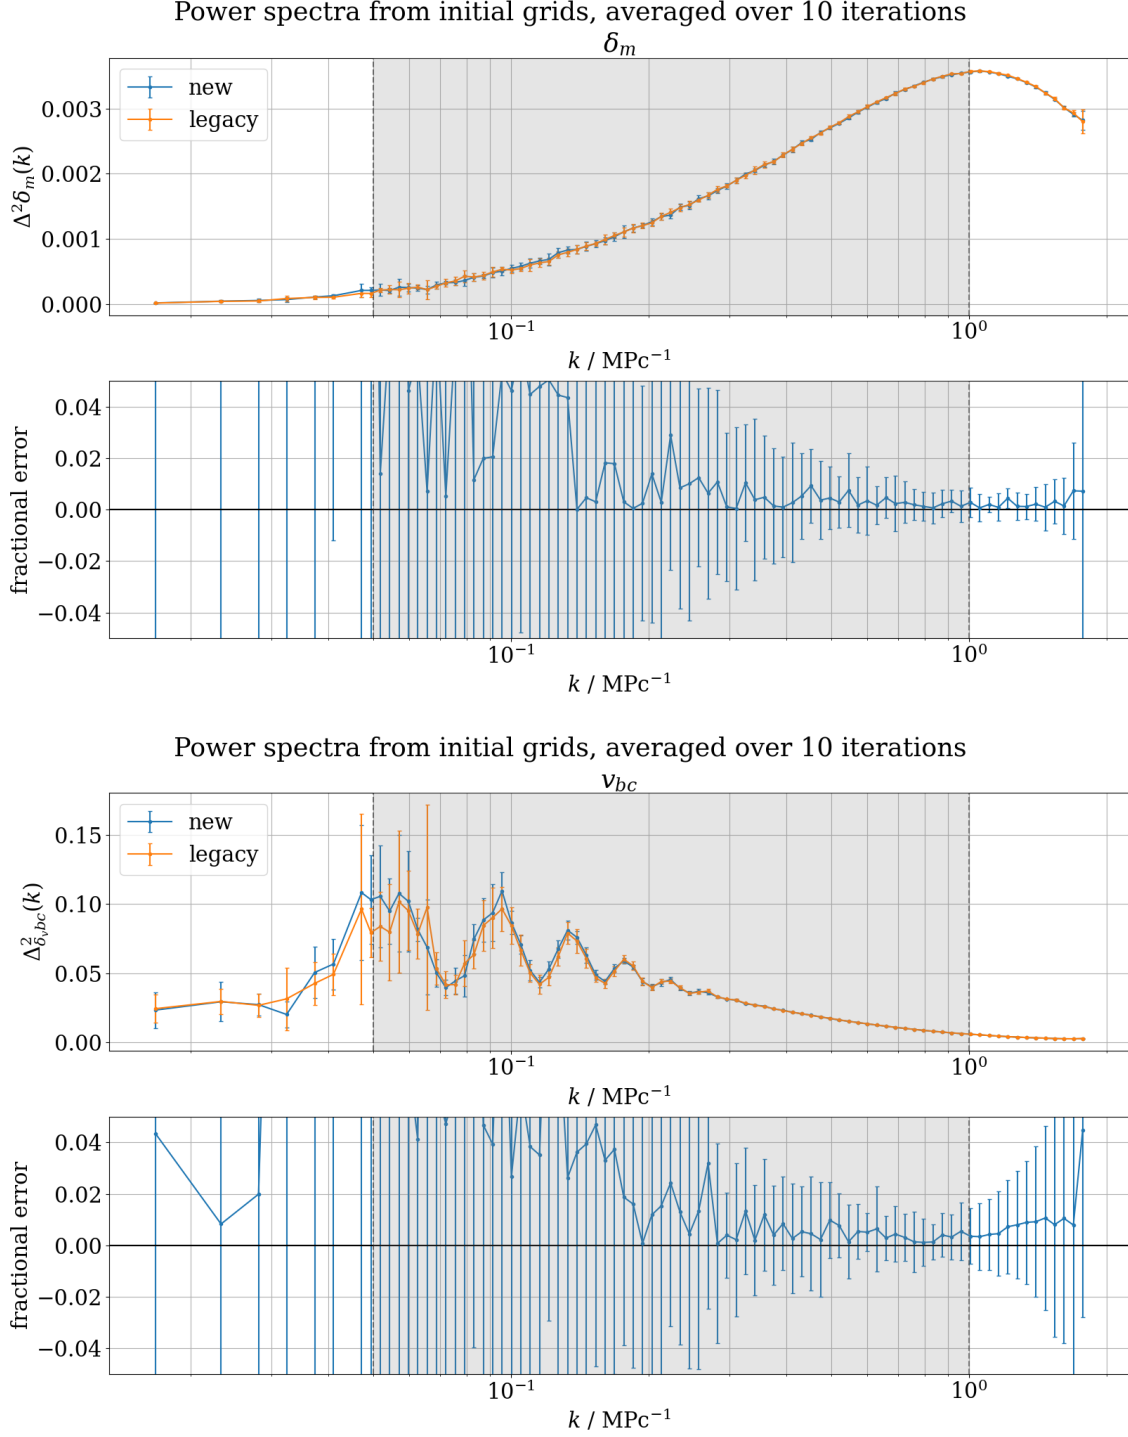 Power spectra from initial grids, averaged over 10 iterations
δ_m
new
legacy
Δ²δ_m(k)
0.003
0.002
0.001
0.000
10⁻¹
10⁰
k / MPc⁻¹
fractional error
0.04
0.02
0.00
−0.02
−0.04
10⁻¹
10⁰
k / MPc⁻¹
Power spectra from initial grids, averaged over 10 iterations
v_{bc}
new
legacy
Δ²_{δ_vbc}(k)
0.15
0.10
0.05
0.00
10⁻¹
10⁰
k / MPc⁻¹
fractional error
0.04
0.02
0.00
−0.02
−0.04
10⁻¹
10⁰
k / MPc⁻¹